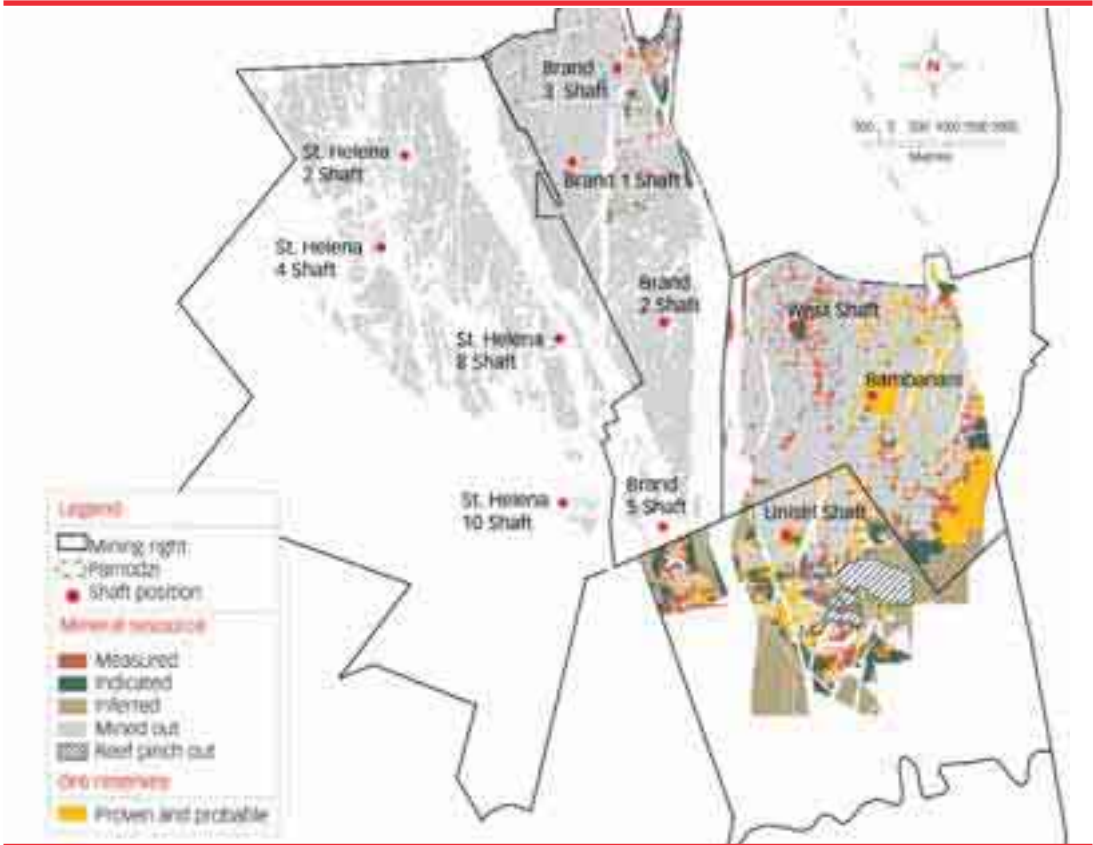 Brand
3 Shaft
N
Metres
St. Helena
2 Shaft
Brand 1 Shaft
St. Helena
4 Shaft
Brand
2 Shaft
West Shaft
St. Helena
8 Shaft
Bambanani
St. Helena
10 Shaft
Brand
5 Shaft
Unisel Shaft
Legend
Mining right
Pamodzi
Shaft position
Mineral resource
Measured
Indicated
Inferred
Mined out
Reef pinch out
Ore reserves
Proven and probable